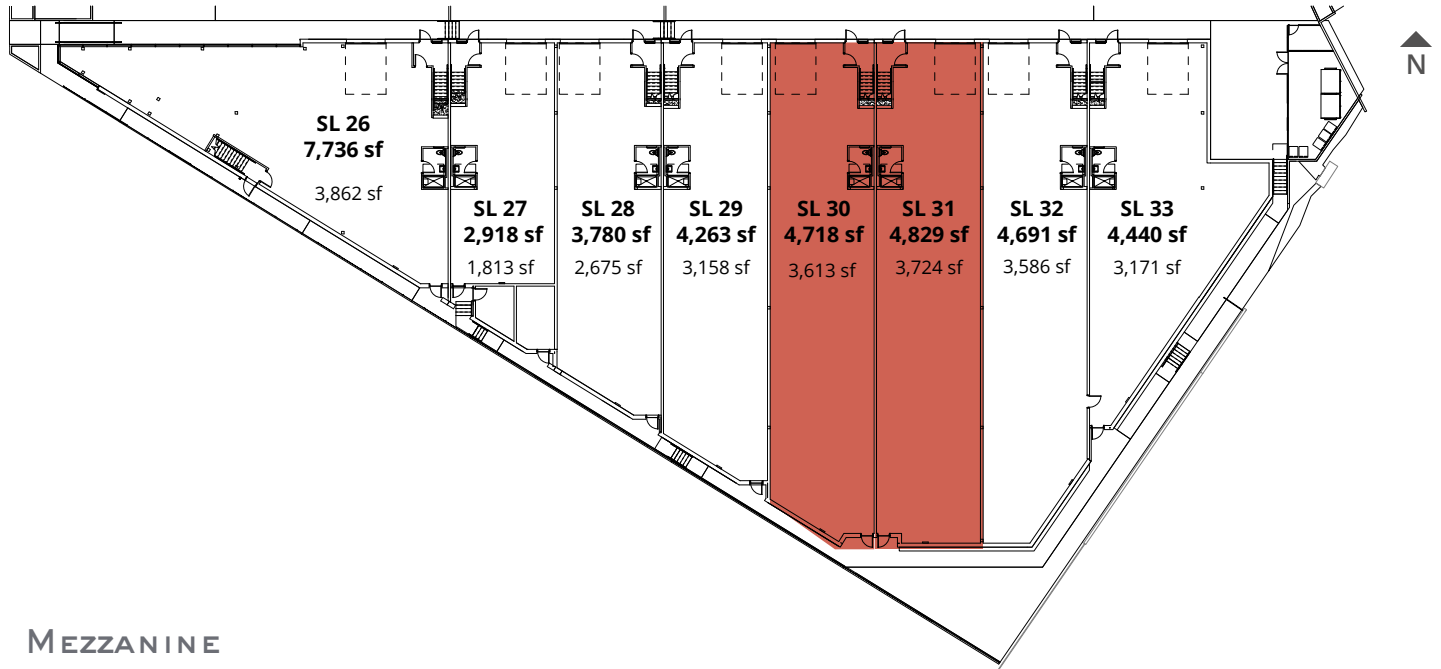 N
SL 26
7,736 sf
3,862 sf
SL 27
2,918 sf
1,813 sf
SL 28
3,780 sf
2,675 sf
SL 29
4,263 sf
3,158 sf
SL 30
4,718 sf
3,613 sf
SL 31
4,829 sf
3,724 sf
SL 32
4,691 sf
3,586 sf
SL 33
4,440 sf
3,171 sf
MEZZANINE